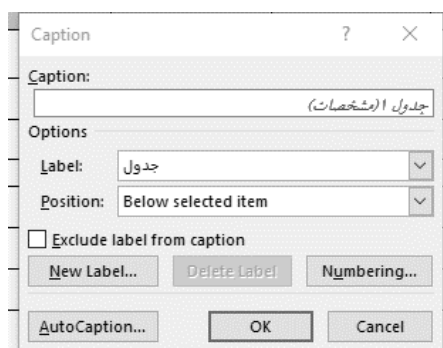 Caption
?
Caption:
جدول ۱(مشخصات)
Options
Label: جدول
Position: Below selected item
Exclude label from caption
New Label... Delete Label Numbering...
AutoCaption... OK Cancel